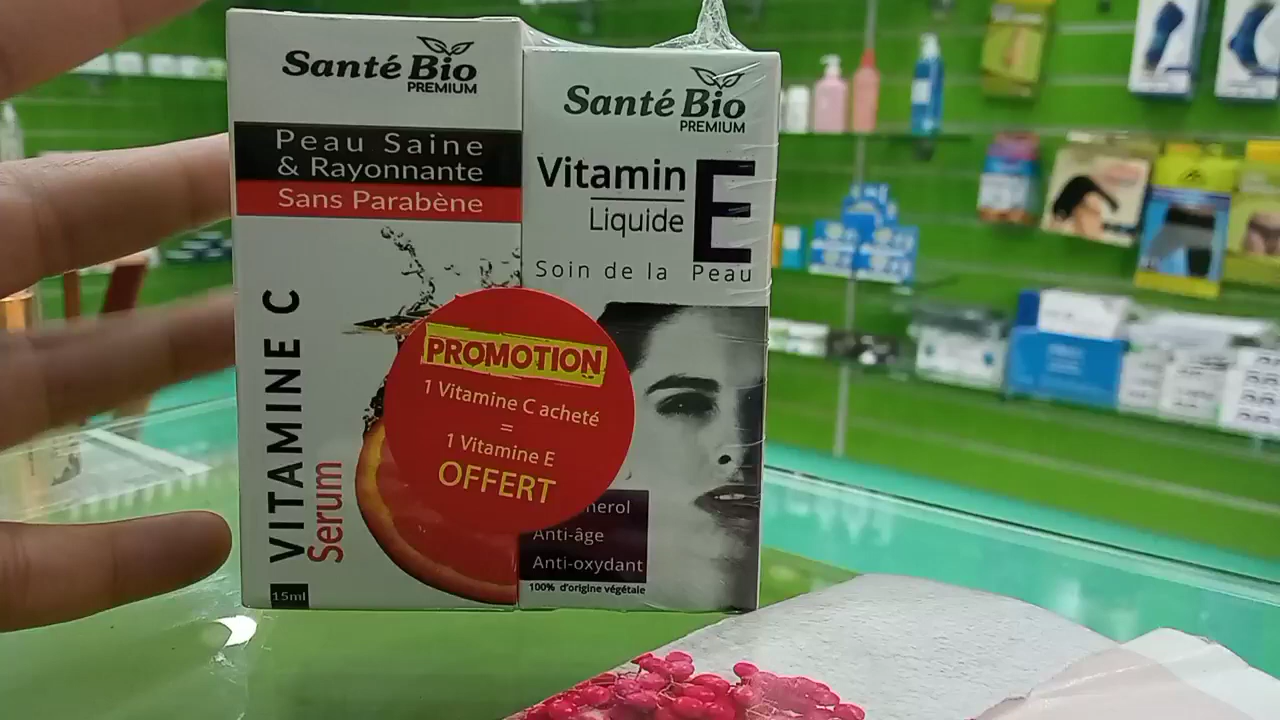 Santé Bio
PREMIUM
Peau Saine
& Rayonnante
Sans Parabène
VITAMINE C
Serum
15ml
Santé Bio
PREMIUM
Vitamin E
Liquide
Soin de la Peau
PROMOTION
1 Vitamine C acheté
=
1 Vitamine E
OFFERT
Anti-âge
Anti-oxydant
100% d'origine végétale